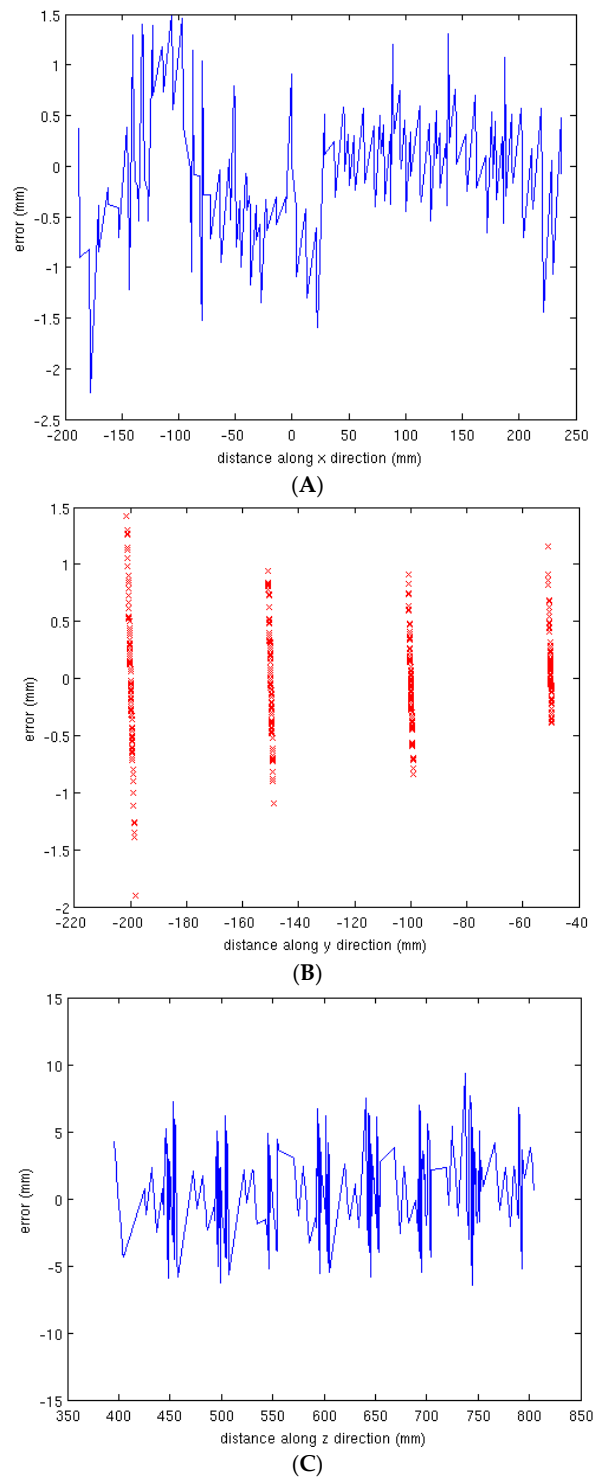 1.5
1
0.5
0
-0.5
-1
-1.5
-2
-2.5
error (mm)
-200 -150 -100 -50 0 50 100 150 200 250
distance along x direction (mm)
(A)
1.5
1
0.5
0
-0.5
-1
-1.5
-2
error (mm)
-220 -200 -180 -160 -140 -120 -100 -80 -60 -40
distance along y direction (mm)
(B)
15
10
5
0
-5
-10
-15
error (mm)
350 400 450 500 550 600 650 700 750 800 850
distance along z direction (mm)
(C)